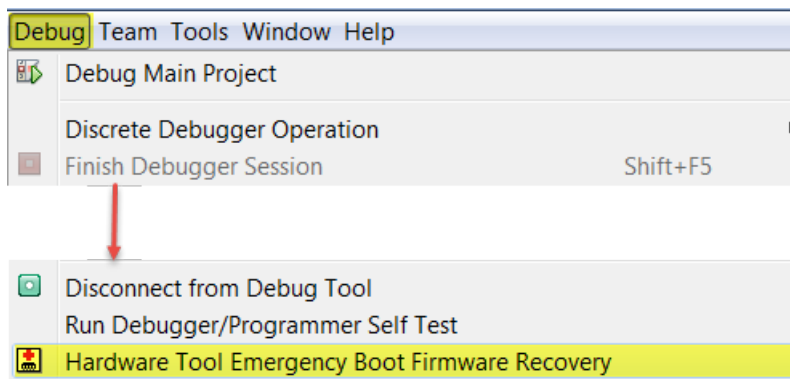 Debug Team Tools Window Help
Debug Main Project
Discrete Debugger Operation
Finish Debugger Session Shift+F5
Disconnect from Debug Tool
Run Debugger/Programmer Self Test
Hardware Tool Emergency Boot Firmware Recovery